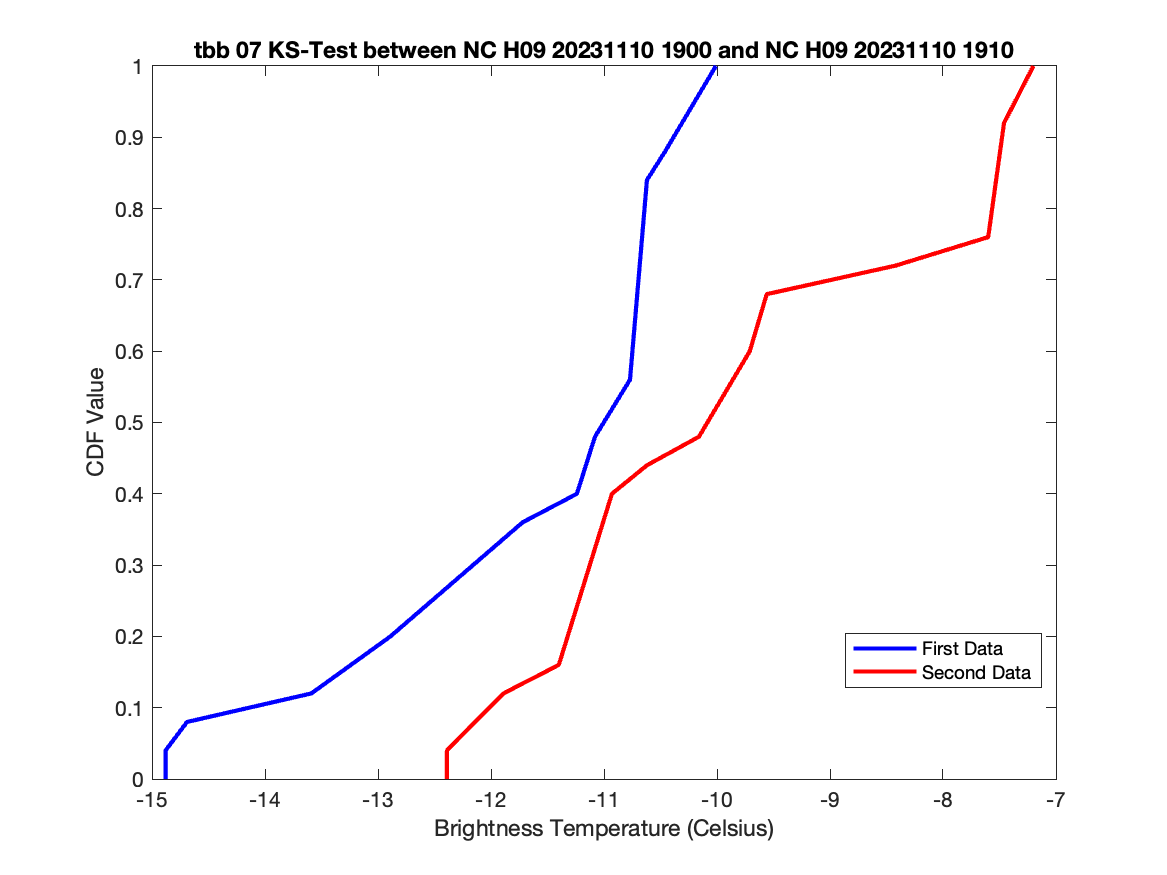 tbb 07 KS-Test between NC H09 20231110 1900 and NC H09 20231110 1910
1
0.9
0.8
0.7
0.6
0.5
0.4
0.3
0.2
0.1
0
CDF Value
First Data
Second Data
-15 -14 -13 -12 -11 -10 -9 -8 -7
Brightness Temperature (Celsius)